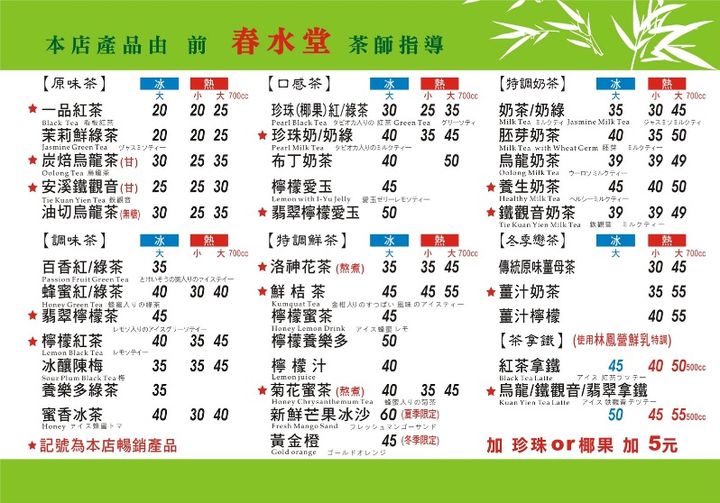 本店產品由 前 春水堂 茶師指導
【原味茶】 冰 熱
大 小 大 700cc
★一品紅茶 20 20 25
Black Tea 看板紅茶
茉莉鮮綠茶 20 20 25
Jasmine Green Tea ジャスミンティー
★炭焙烏龍茶(甘) 30 25 35
Oolong Tea 烏龍茶
★安溪鐵觀音(甘) 25 25 30
Tie Kuan Yien Tea 鉄観音
油切烏龍茶(無糖) 30 25 35
【調味茶】 冰 熱
大 小 大 700cc
百香紅/綠茶 35
Passion Fruit Green Tea とけいそうの実入りのアイスティー
蜂蜜紅/綠茶 40 30 40
Honey Green Tea 蜂蜜入りの緑茶
★翡翠檸檬茶 45
レモン入りのアイスグリーンティー
★檸檬紅茶 40 35 45
Lemon Black Tea レモンティー
冰釀陳梅 35 35 45
Sour Plum Black Tea 梅
養樂多綠茶 35
蜜香冰茶 40 30 40
Honey アイス蜂蜜トマ
★記號為本店暢銷產品
【口感茶】 冰 熱
大 小 大 700cc
珍珠(椰果)紅/綠茶 30 25 35
Pearl Black Tea タピオカ入りの 紅茶 Green Tea グリーンティ
★珍珠奶/奶綠 40 35 45
Pearl Milk Tea タピオカ入りのミルクティー
布丁奶茶 40 50
檸檬愛玉 45
Lemon with I-Yu Jelly 愛玉ゼリーレモンティー
★翡翠檸檬愛玉 50
【特調鮮茶】 冰 熱
大 小 大 700cc
★洛神花茶(熬煮) 35 35 45
★鮮桔茶 45 45 55
Kumquat Tea 金柑入りのすっぱい 風味 のアイスティー
檸檬蜜茶 45
Honey Lemon Drink アイス蜂蜜レモ
檸檬養樂多 50
檸檬汁 40
Lemon juice
★菊花蜜茶(熬煮) 40 35 45
Honey Chrysanthemum Tea 蜂蜜入りの菊茶
新鮮芒果冰沙 60(夏季限定)
Fresh Mango Sand フレッシュマンゴーサンド
黃金橙 45(冬季限定)
Gold orange ゴールドオレンジ
【特調奶茶】 冰 熱
大 小 大 700cc
奶茶/奶綠 35 30 45
Milk Tea ミルクティー Jasmine Milk Tea ジャスミンミルクティー
胚芽奶茶 40 35 50
Milk Tea with Wheat Germ 胚芽 ミルクティー
烏龍奶茶 39 39 49
Oolong Milk Tea ウーロンミルクティー
★養生奶茶 45 40 50
Healthy Milk Tea ヘルシーミルクティー
★鐵觀音奶茶 39 39 49
Tie Kuan Yien Milk Tea 鉄観音 ミルクティー
【冬季戀茶】 冰 熱
大 小 大 700cc
傳統原味薑母茶 30 45
★薑汁奶茶 35 55
薑汁檸檬 40 55
【茶拿鐵】(使用林鳳營鮮乳特調)
紅茶拿鐵 45 40 50 500cc
Black Tea Latte アイス 紅茶ラッテー
★烏龍/鐵觀音/翡翠拿鐵
Kuan Yien Tea Latte アイス 鉄観音 テツテー
50 45 55 500cc
加 珍珠or椰果 加 5元